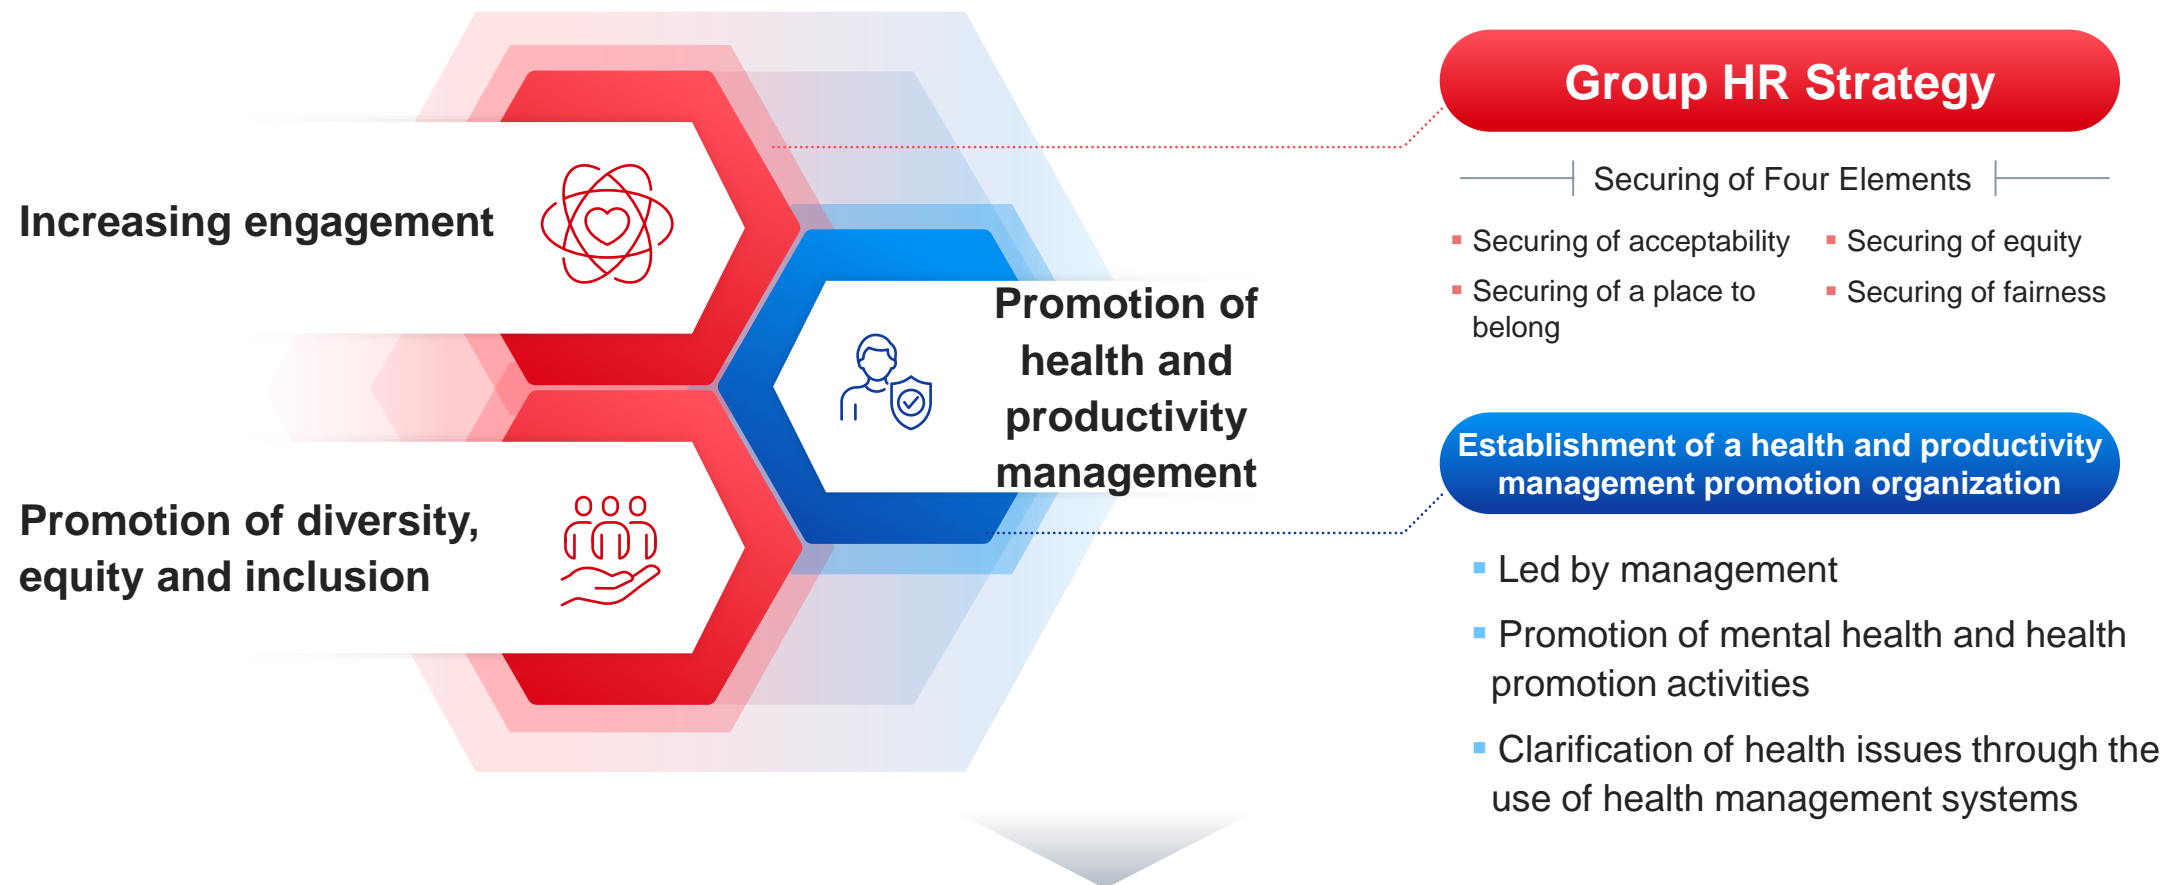 Increasing engagement
Promotion of diversity,
equity and inclusion
Promotion of
health and
productivity
management
Group HR Strategy
Securing of Four Elements
▪ Securing of acceptability
▪ Securing of a place to
belong
▪ Securing of equity
▪ Securing of fairness
Establishment of a health and productivity
management promotion organization
▪ Led by management
▪ Promotion of mental health and health
promotion activities
▪ Clarification of health issues through the
use of health management systems